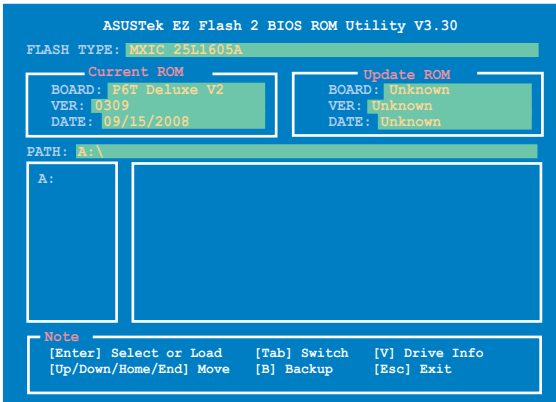 ASUSTek EZ Flash 2 BIOS ROM Utility V3.30
FLASH TYPE: MXIC 25L1605A
Current ROM
BOARD: P6T Deluxe V2
VER: 0309
DATE: 09/15/2008
Update ROM
BOARD: Unknown
VER: Unknown
DATE: Unknown
PATH: A:\
A:
Note
[Enter] Select or Load [Tab] Switch [V] Drive Info
[Up/Down/Home/End] Move [B] Backup [Esc] Exit